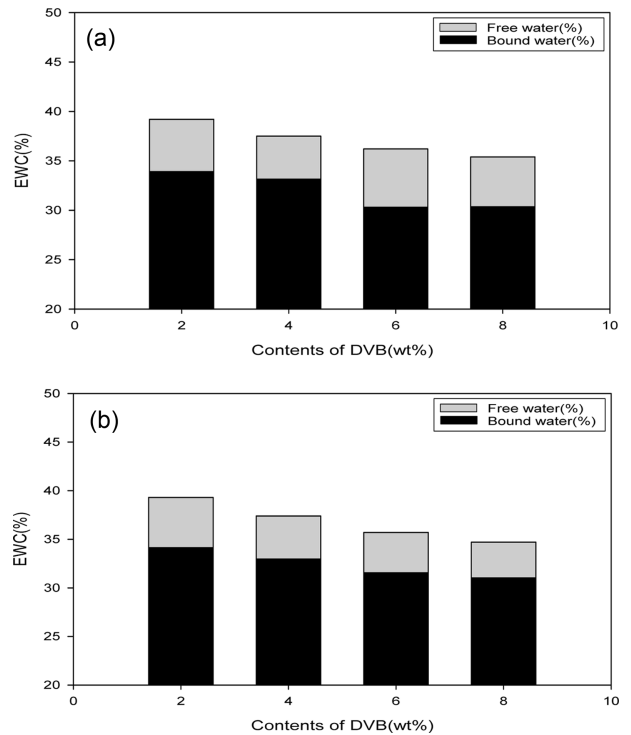 (a)
Free water(%)
Bound water(%)
50
45
40
35
30
25
20
EWC(%)
0 2 4 6 8 10
Contents of DVB(wt%)
(b)
Free water(%)
Bound water(%)
50
45
40
35
30
25
20
EWC(%)
0 2 4 6 8 10
Contents of DVB(wt%)